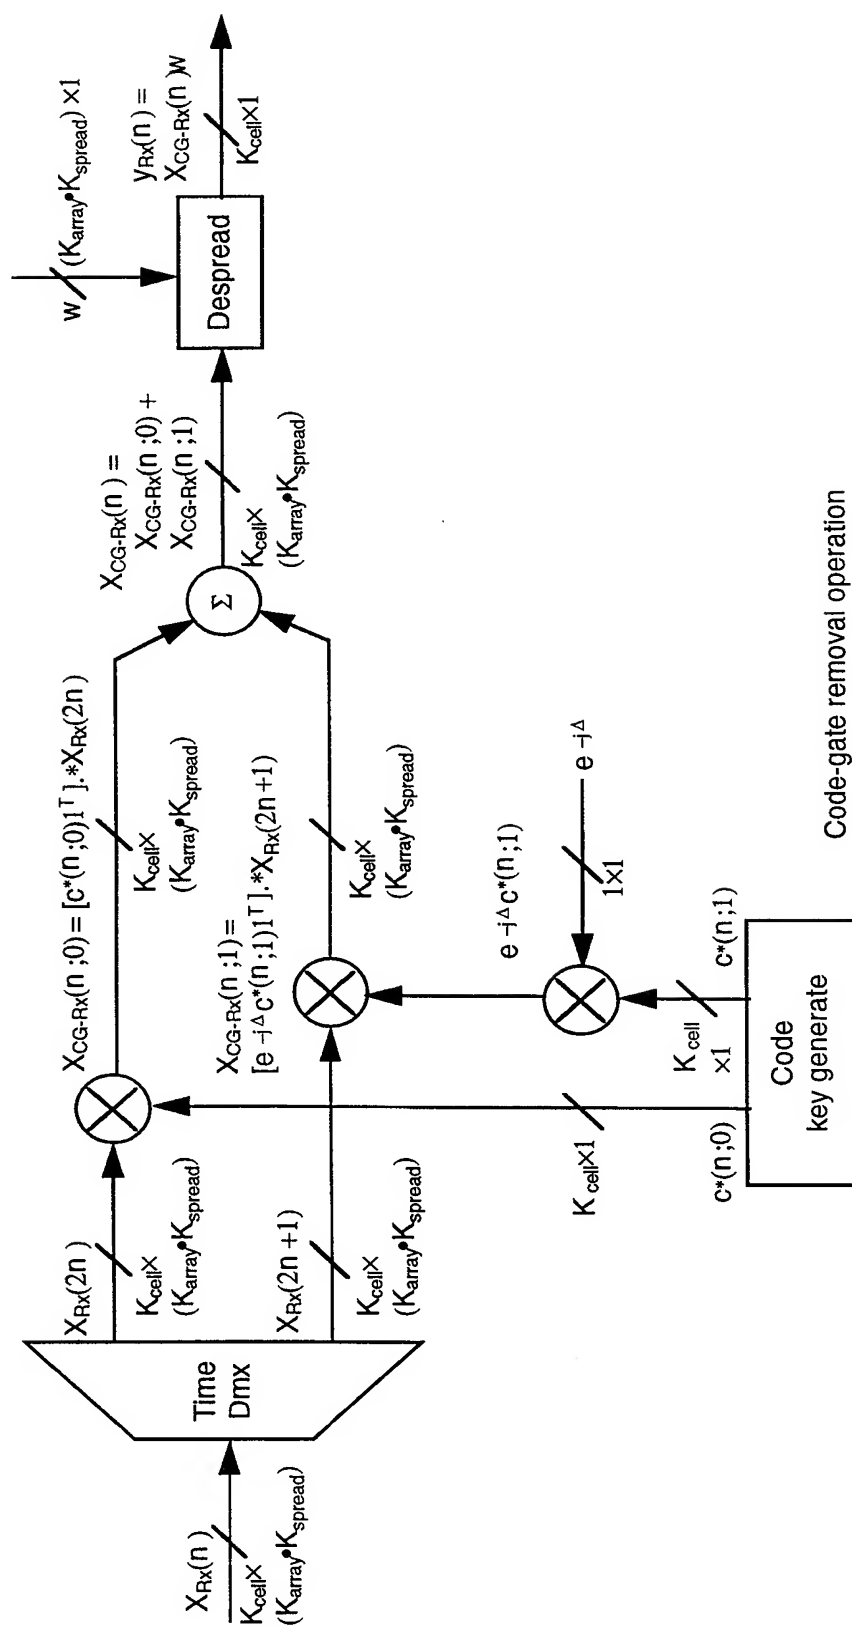 X_Rx(n)
K_cell×
(K_array•K_spread)
Time
Dmx
X_Rx(2n)
K_cell×
(K_array•K_spread)
X_Rx(2n+1)
K_cell×
(K_array•K_spread)
X_CG-Rx(n;0)=[c*(n;0)1^T].*X_Rx(2n)
K_cell×
(K_array•K_spread)
X_CG-Rx(n;1)=
[e^-jΔ c*(n;1)1^T].*X_Rx(2n+1)
K_cell×
(K_array•K_spread)
Σ
X_CG-Rx(n)=
X_CG-Rx(n;0)+
X_CG-Rx(n;1)
K_cell×
(K_array•K_spread)
w
(K_array•K_spread)×1
Despread
y_Rx(n)=
X_CG-Rx(n)w
K_cell×1
K_cell×1
c*(n;0)
K_cell
×1
c*(n;1)
e^-jΔ c*(n;1)
1×1
e^-jΔ
Code
key generate
Code-gate removal operation